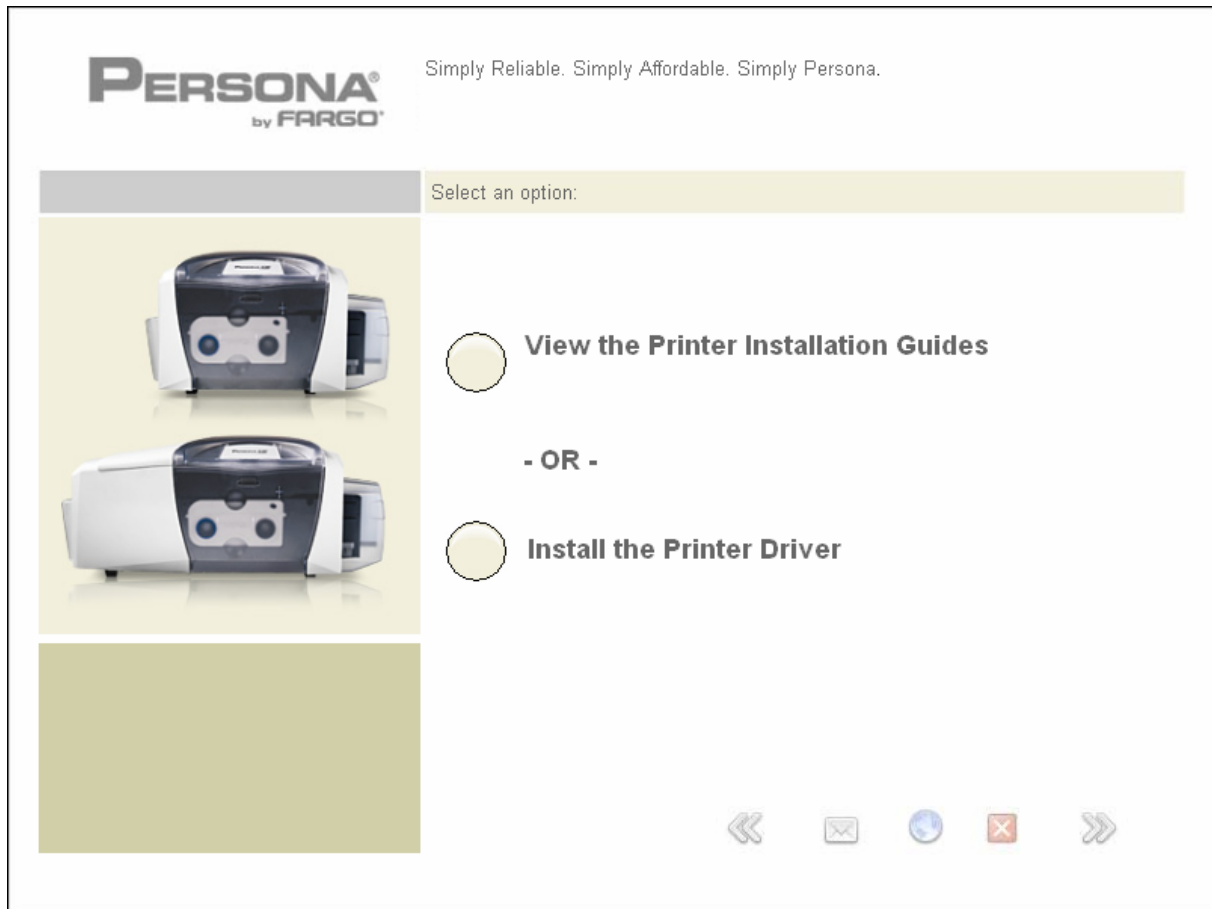 PERSONA®
by FARGO®
Simply Reliable. Simply Affordable. Simply Persona.
Select an option:
View the Printer Installation Guides
- OR -
Install the Printer Driver